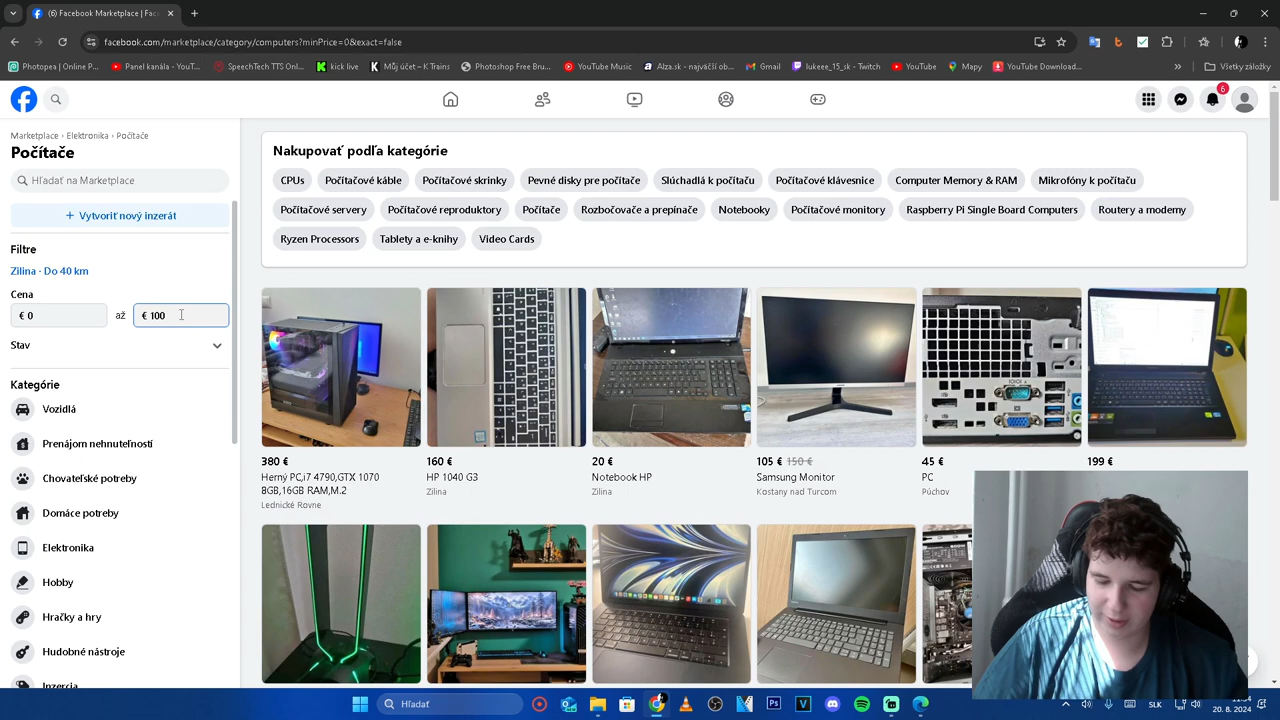 (6) Facebook Marketplace | Fac
facebook.com/marketplace/category/computers?minPrice=0&exact=false
Photopea | Online P...
Panel kanála - YouT...
SpeechTech TTS Onl...
kick live
Můj účet – K Trains
Photoshop Free Bru...
YouTube Music
Alza.sk - najväčší ob...
Gmail
lukeee_15_sk - Twitch
YouTube
Mapy
YouTube Download...
Všetky záložky
6
Marketplace › Elektronika › Počítače
Počítače
Hľadať na Marketplace
+ Vytvoriť nový inzerát
Filtre
Zilina · Do 40 km
Cena
€ 0
až
€ 100
Stav
Kategórie
Vozidlá
Prenájom nehnuteľností
Chovateľské potreby
Domáce potreby
Elektronika
Hobby
Hračky a hry
Hudobné nástroje
Inzercia
Nakupovať podľa kategórie
CPUs
Počítačové káble
Počítačové skrinky
Pevné disky pre počítače
Slúchadlá k počítaču
Počítačové klávesnice
Computer Memory & RAM
Mikrofóny k počítaču
Počítačové servery
Počítačové reproduktory
Počítače
Rozbočovače a prepínače
Notebooky
Počítačové monitory
Raspberry Pi Single Board Computers
Routery a modemy
Ryzen Processors
Tablety a e-knihy
Video Cards
380 €
Herný PC,i7 4790,GTX 1070
8GB,16GB RAM,M.2
Lednické Rovne
160 €
HP 1040 G3
Zilina
20 €
Notebook HP
Zilina
105 € 150 €
Samsung Monitor
Kostany nad Turcom
45 €
PC
Púchov
199 €
Hľadať
SLK
20. 8. 2024